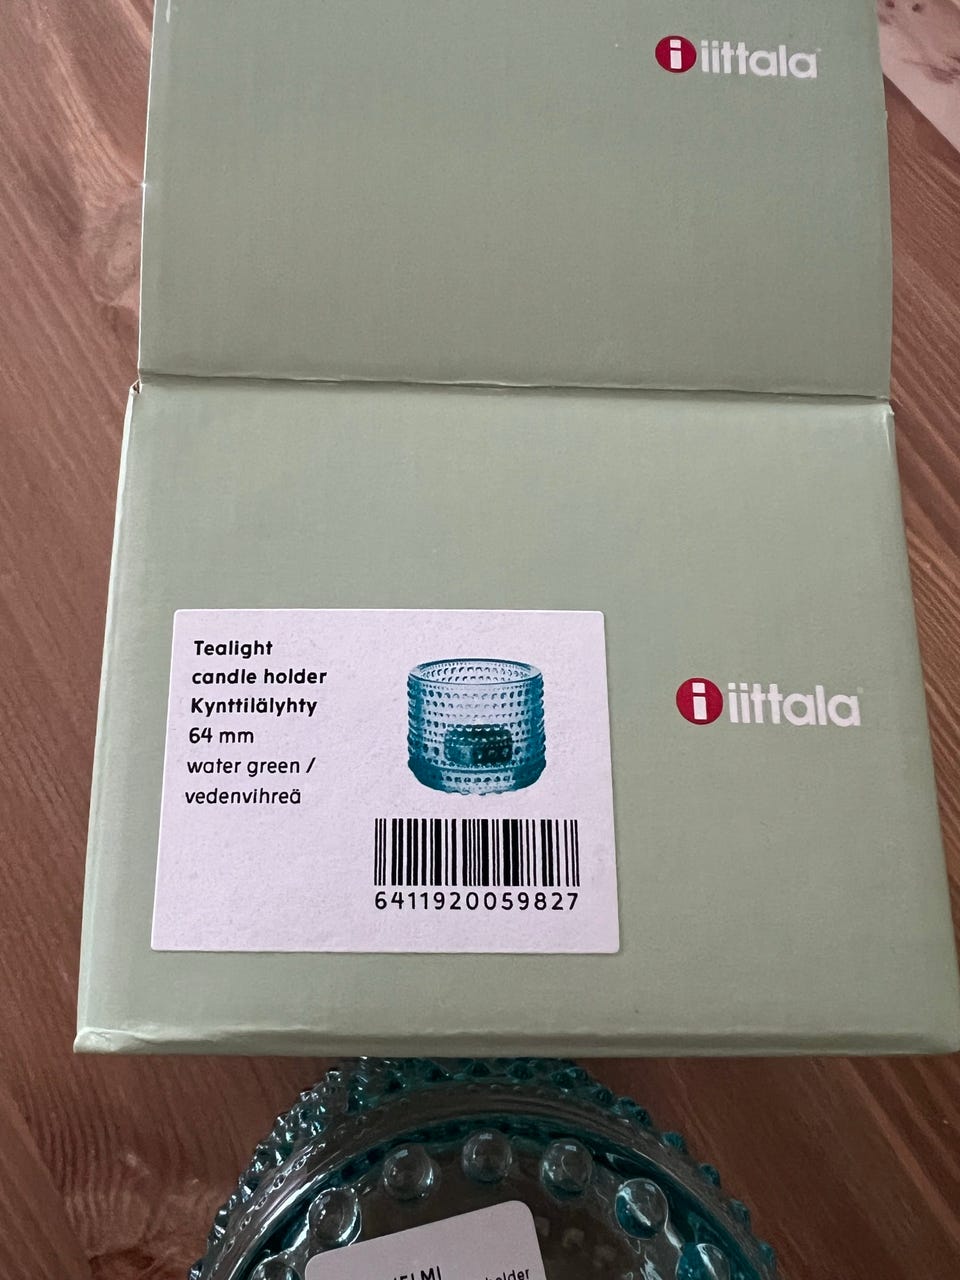 i iittala
Tealight
candle holder
Kynttilälyhty
64 mm
water green /
vedenvihreä
i iittala
6411920059827